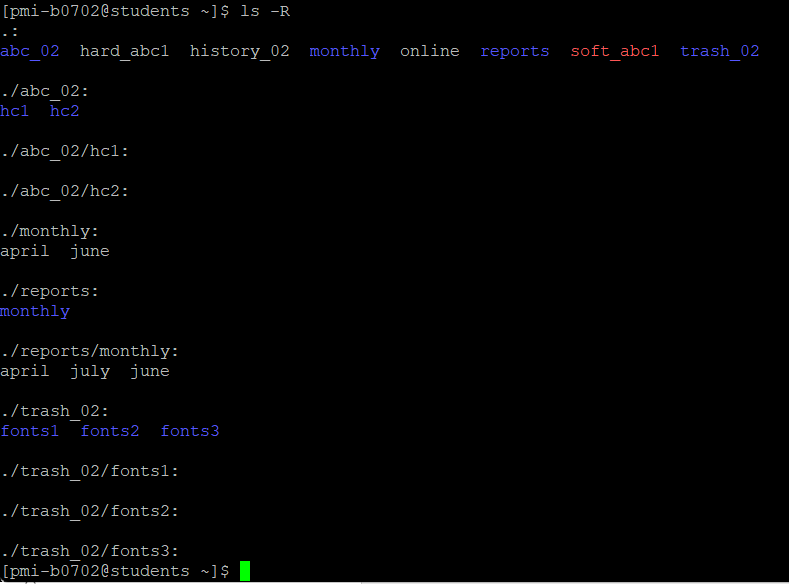 [pmi-b0702@students ~]$ ls -R
.:
abc_02  hard_abc1  history_02  monthly  online  reports  soft_abc1  trash_02
./abc_02:
hc1  hc2
./abc_02/hc1:
./abc_02/hc2:
./monthly:
april  june
./reports:
monthly
./reports/monthly:
april  july  june
./trash_02:
fonts1  fonts2  fonts3
./trash_02/fonts1:
./trash_02/fonts2:
./trash_02/fonts3:
[pmi-b0702@students ~]$